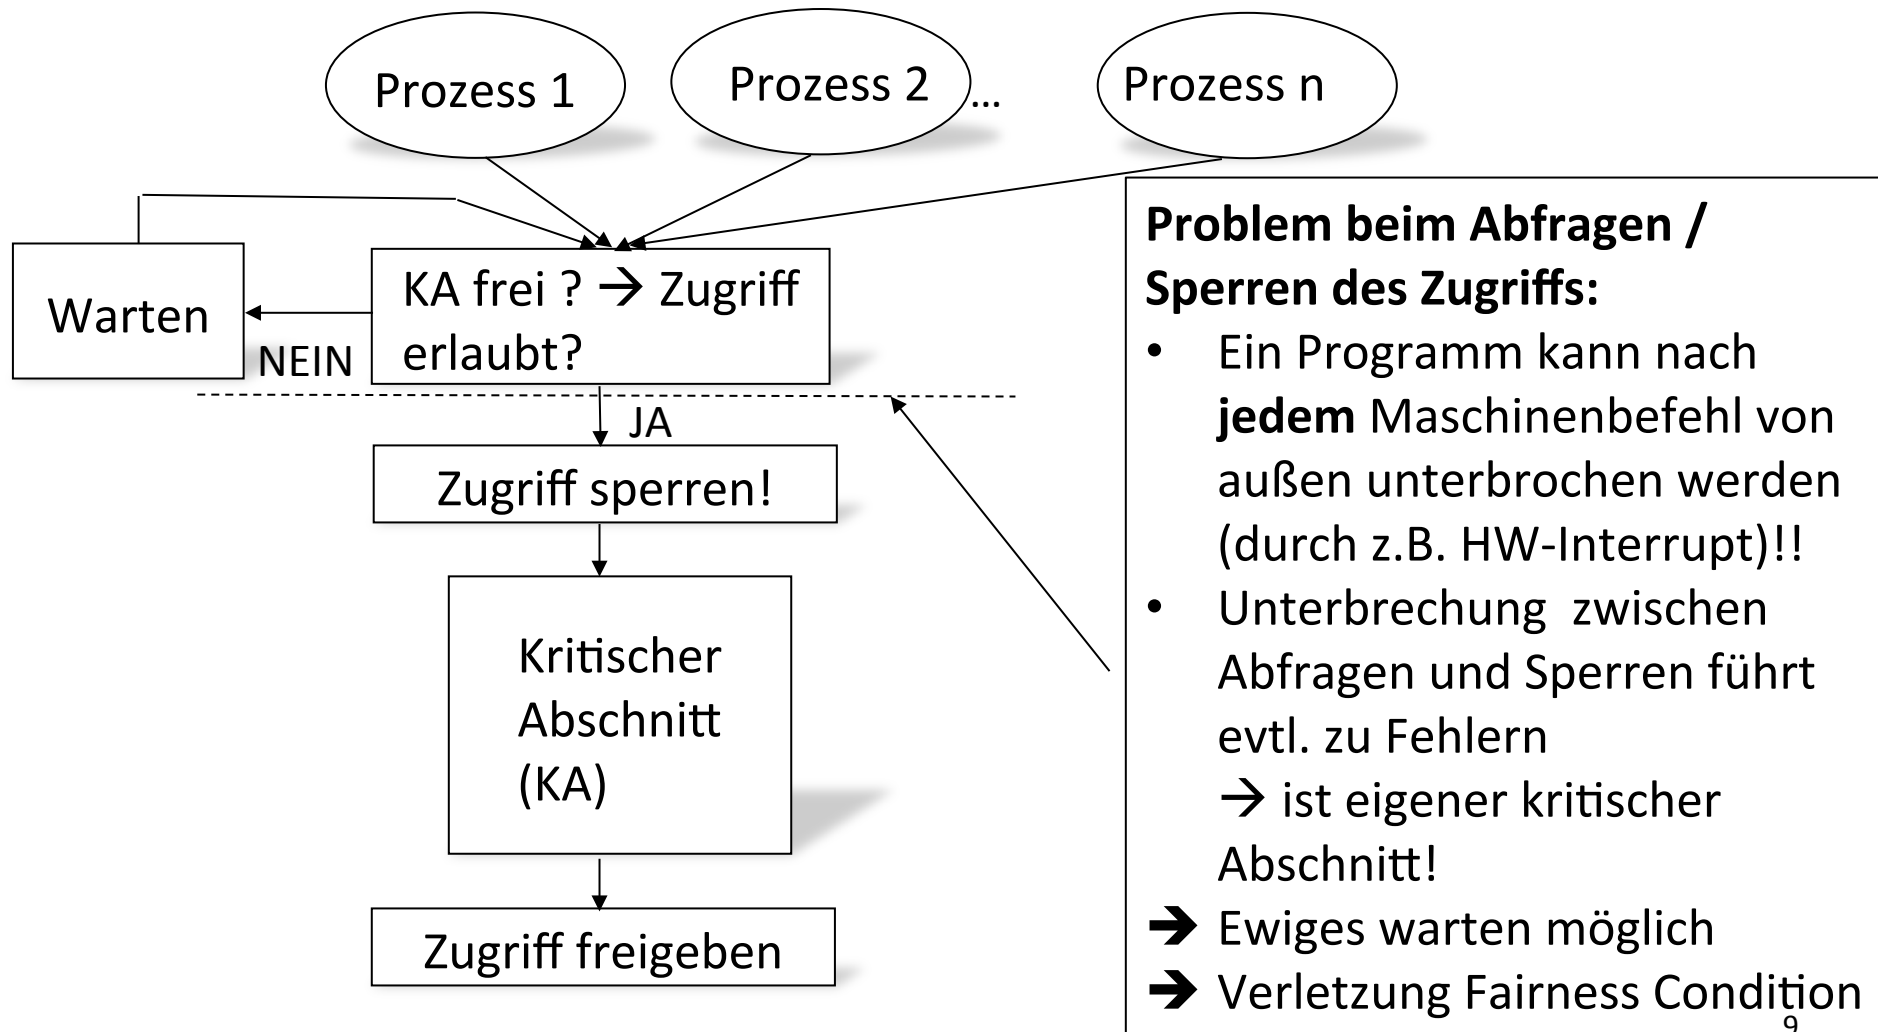 Prozess 1
Prozess 2
...
Prozess n
Warten
NEIN
KA frei ? → Zugriff
erlaubt?
JA
Zugriff sperren!
Kritischer
Abschnitt
(KA)
Zugriff freigeben
Problem beim Abfragen /
Sperren des Zugriffs:
• Ein Programm kann nach
jedem Maschinenbefehl von
außen unterbrochen werden
(durch z.B. HW-Interrupt)!!
• Unterbrechung zwischen
Abfragen und Sperren führt
evtl. zu Fehlern
→ ist eigener kritischer
Abschnitt!
➔ Ewiges warten möglich
➔ Verletzung Fairness Condition
9